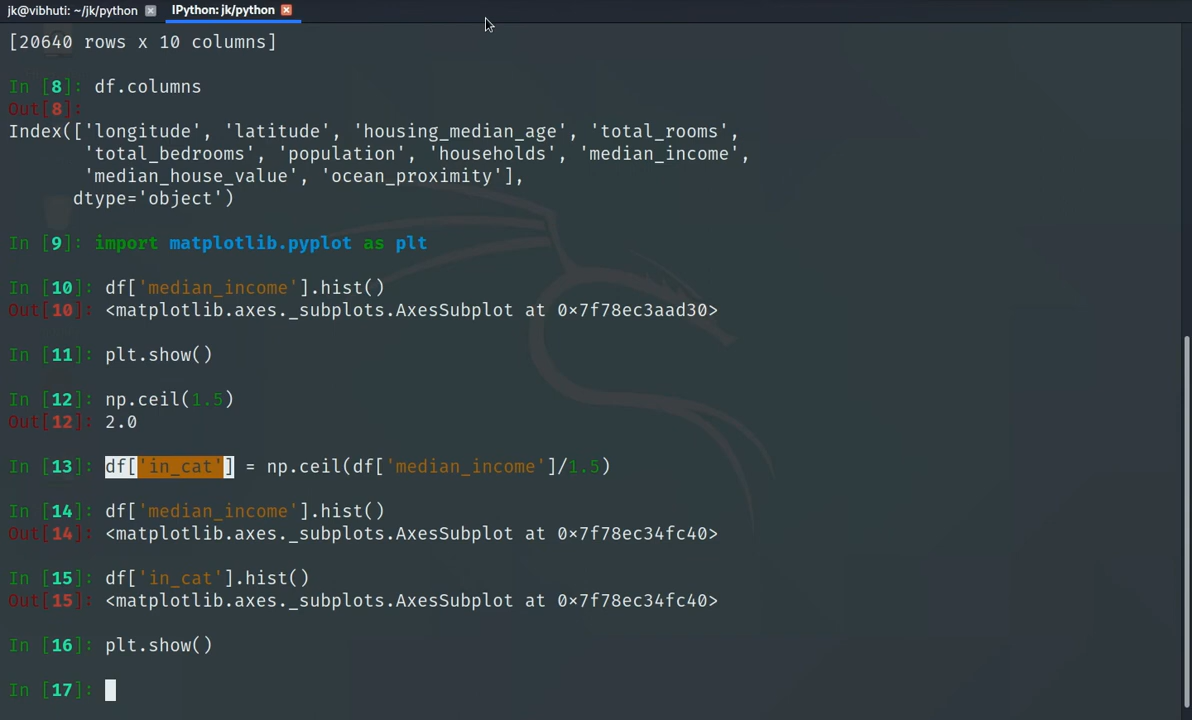 jk@vibhuti: ~/jk/python IPython: jk/python
[20640 rows x 10 columns]
In [8]: df.columns
Out[8]:
Index(['longitude', 'latitude', 'housing_median_age', 'total_rooms',
'total_bedrooms', 'population', 'households', 'median_income',
'median_house_value', 'ocean_proximity'],
dtype='object')
In [9]: import matplotlib.pyplot as plt
In [10]: df['median_income'].hist()
Out[10]: <matplotlib.axes._subplots.AxesSubplot at 0x7f78ec3aad30>
In [11]: plt.show()
In [12]: np.ceil(1.5)
Out[12]: 2.0
In [13]: df['in_cat'] = np.ceil(df['median_income']/1.5)
In [14]: df['median_income'].hist()
Out[14]: <matplotlib.axes._subplots.AxesSubplot at 0x7f78ec34fc40>
In [15]: df['in_cat'].hist()
Out[15]: <matplotlib.axes._subplots.AxesSubplot at 0x7f78ec34fc40>
In [16]: plt.show()
In [17]: